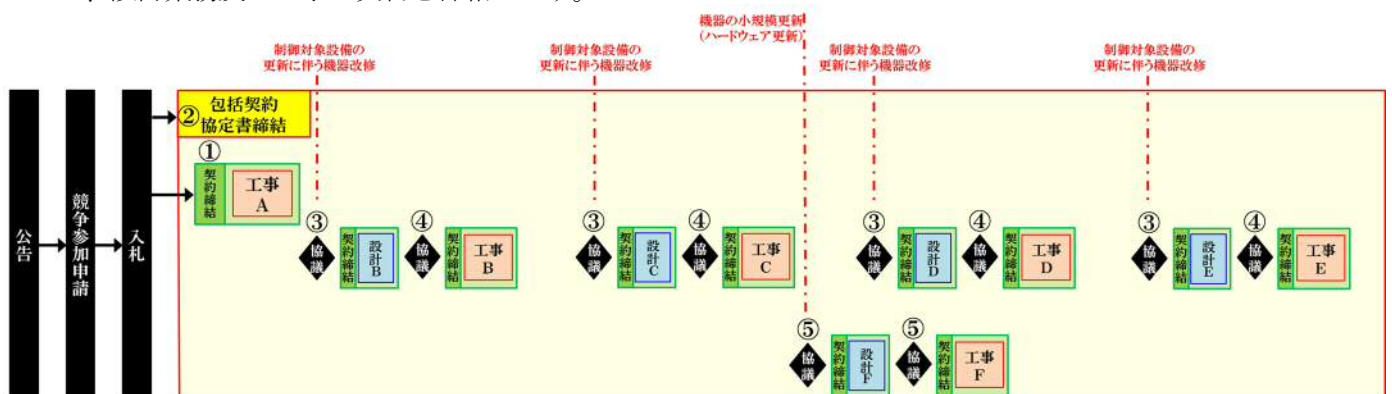 機器の小規模更新
(ハードウェア更新)
制御対象設備の
更新に伴う機器改修
制御対象設備の
更新に伴う機器改修
制御対象設備の
更新に伴う機器改修
制御対象設備の
更新に伴う機器改修
公告
競争参加申請
入札
②包括契約
協定書締結
①
契約締結
工事
A
③
協議
契約締結
設計B
④
協議
契約締結
工事
B
③
協議
契約締結
設計C
④
協議
契約締結
工事
C
③
協議
契約締結
設計D
④
協議
契約締結
工事
D
③
協議
契約締結
設計E
④
協議
契約締結
工事
E
⑤
協議
契約締結
設計F
⑤
協議
契約締結
工事
F